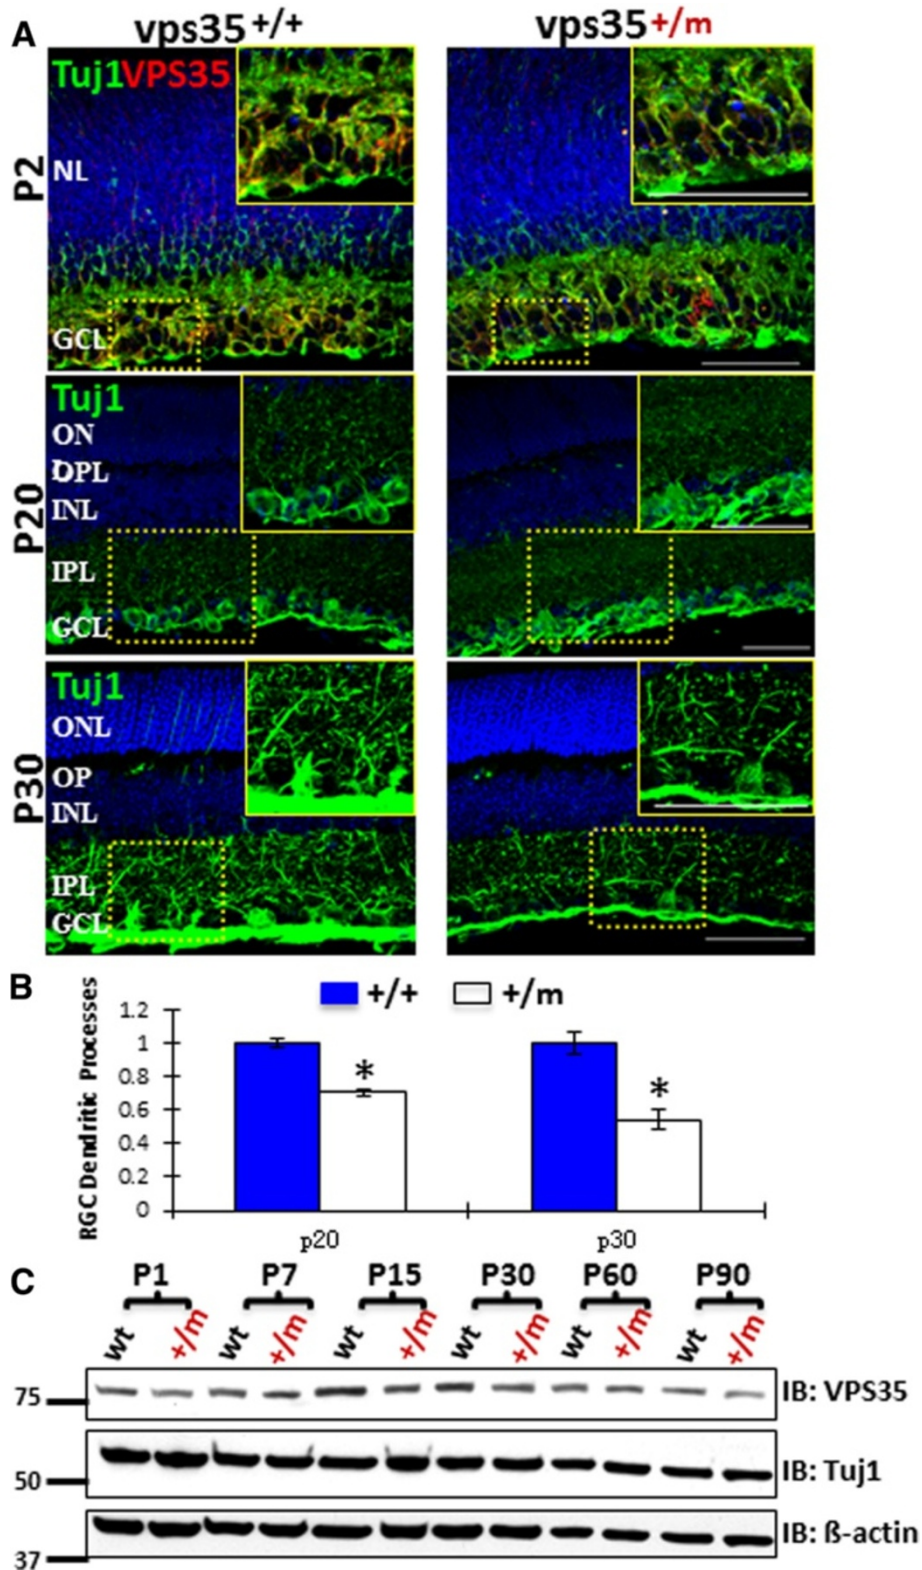 A
vps35+/+
vps35+/m
P2
Tuj1VPS35
NL
GCL
P20
Tuj1
ON
OPL
INL
IPL
GCL
P30
Tuj1
ONL
OP
INL
IPL
GCL
B
+/+ +/m
RGC Dendritic Processes
1.2
1
0.8
0.6
0.4
0.2
0
*
*
p20 p30
C
P1 P7 P15 P30 P60 P90
wt +/m wt +/m wt +/m wt +/m wt +/m wt +/m
75 IB: VPS35
50 IB: Tuj1
IB: ß-actin
37